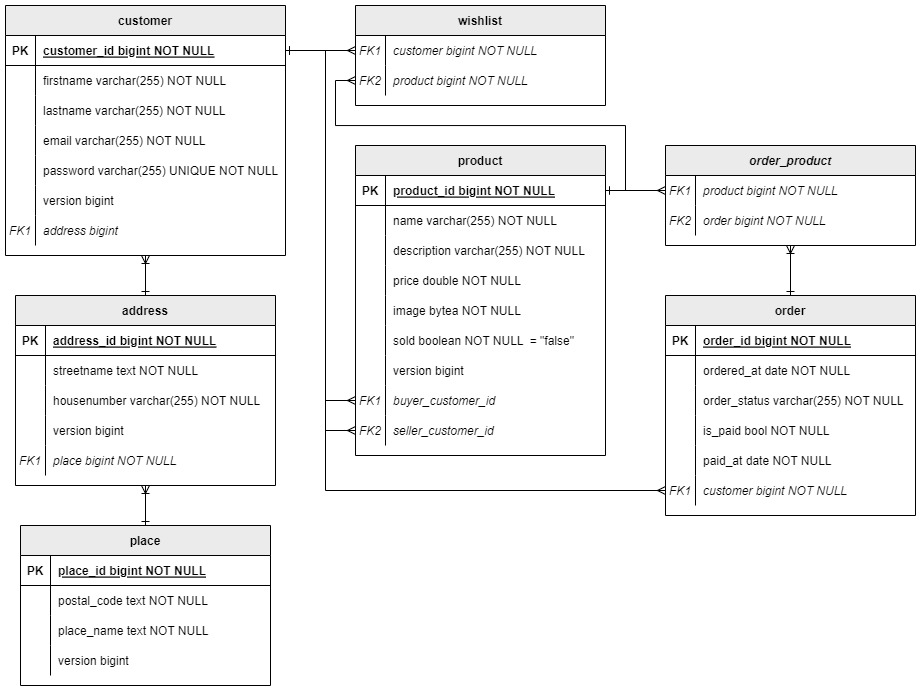 customer
PK customer_id bigint NOT NULL
firstname varchar(255) NOT NULL
lastname varchar(255) NOT NULL
email varchar(255) NOT NULL
password varchar(255) UNIQUE NOT NULL
version bigint
FK1 address bigint
wishlist
FK1 customer bigint NOT NULL
FK2 product bigint NOT NULL
product
PK product_id bigint NOT NULL
name varchar(255) NOT NULL
description varchar(255) NOT NULL
price double NOT NULL
image bytea NOT NULL
sold boolean NOT NULL = "false"
version bigint
FK1 buyer_customer_id
FK2 seller_customer_id
order_product
FK1 product bigint NOT NULL
FK2 order bigint NOT NULL
address
PK address_id bigint NOT NULL
streetname text NOT NULL
housenumber varchar(255) NOT NULL
version bigint
FK1 place bigint NOT NULL
order
PK order_id bigint NOT NULL
ordered_at date NOT NULL
order_status varchar(255) NOT NULL
is_paid bool NOT NULL
paid_at date NOT NULL
FK1 customer bigint NOT NULL
place
PK place_id bigint NOT NULL
postal_code text NOT NULL
place_name text NOT NULL
version bigint